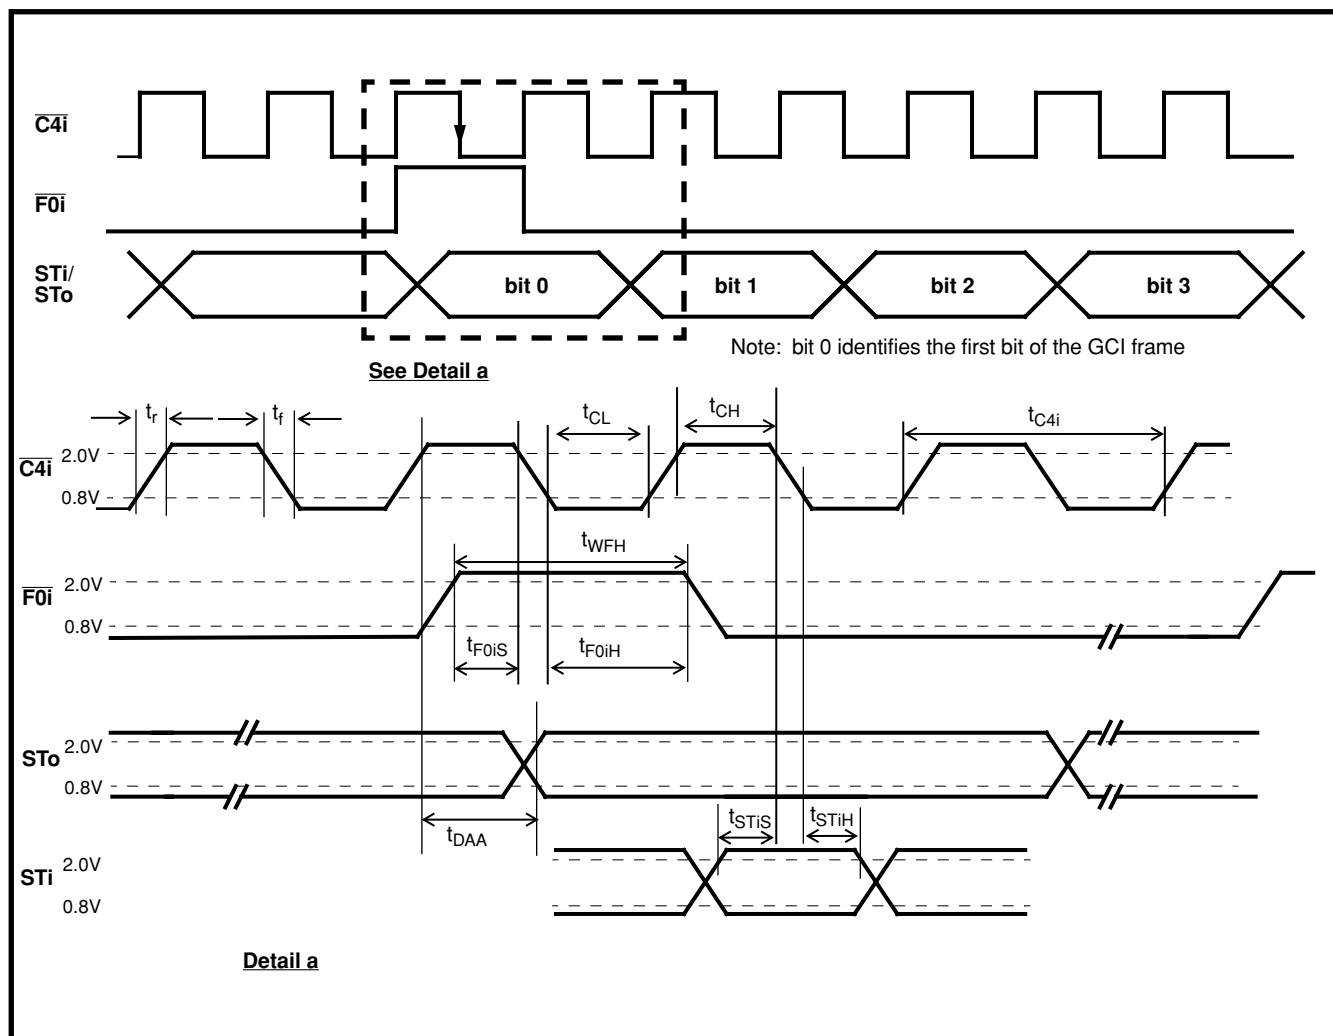 C4i
F0i
STi/
STo
bit 0 bit 1 bit 2 bit 3
Note: bit 0 identifies the first bit of the GCI frame
See Detail a
tr tf tCL tCH tC4i
C4i 2.0V
0.8V
tWFH
F0i 2.0V
0.8V
tF0iS tF0iH
STo 2.0V
0.8V
tDAA tSTiS tSTiH
STi 2.0V
0.8V
Detail a